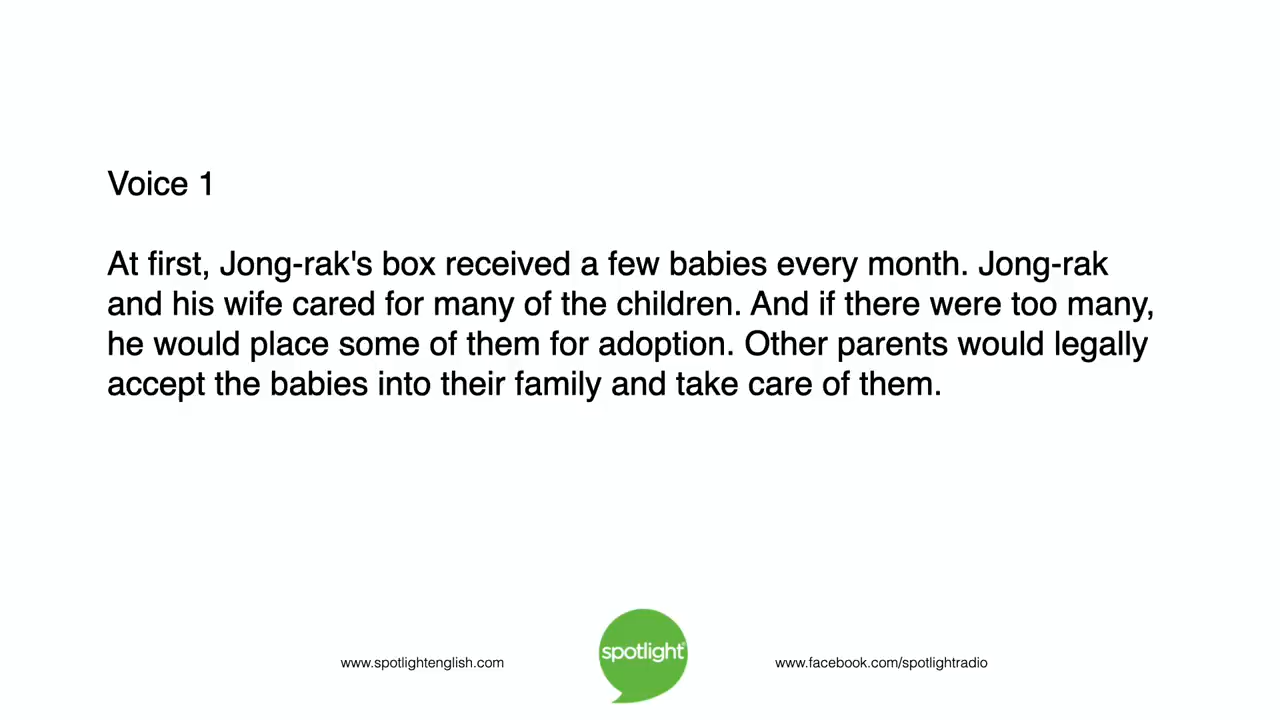 Voice 1
At first, Jong-rak's box received a few babies every month. Jong-rak
and his wife cared for many of the children. And if there were too many,
he would place some of them for adoption. Other parents would legally
accept the babies into their family and take care of them.
www.spotlightenglish.com
spotlight
www.facebook.com/spotlightradio